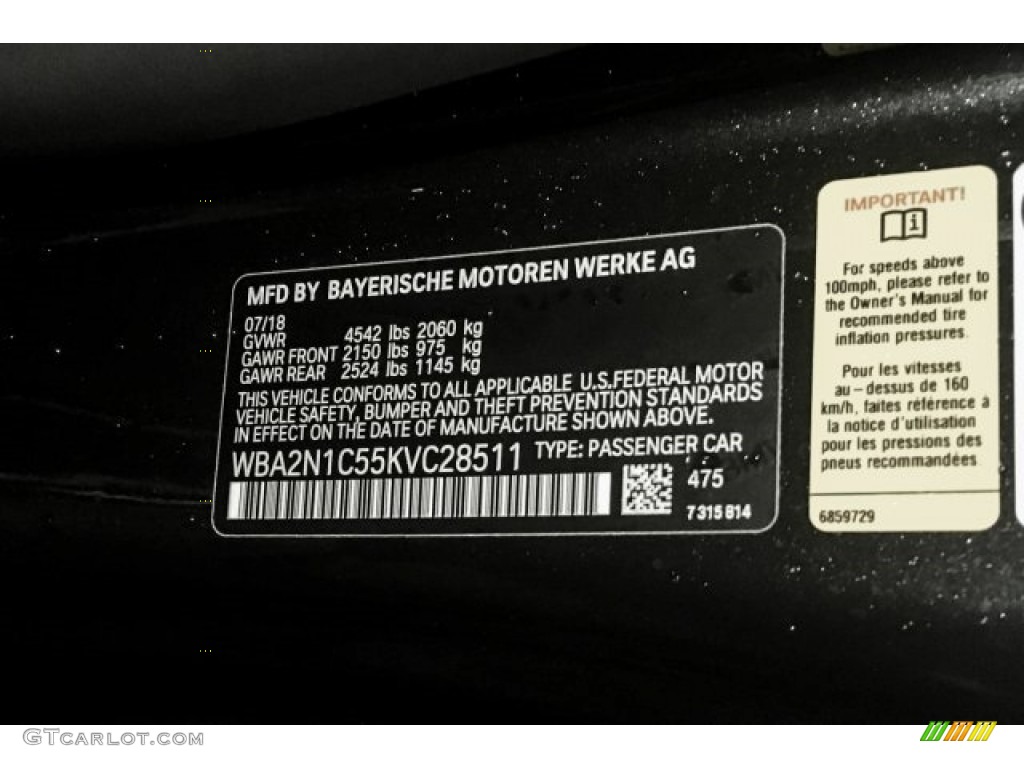 MFD BY BAYERISCHE MOTOREN WERKE AG
07/18
GVWR 4542 lbs 2060 kg
GAWR FRONT 2150 lbs 975 kg
GAWR REAR 2524 lbs 1145 kg
THIS VEHICLE CONFORMS TO ALL APPLICABLE U.S.FEDERAL MOTOR
VEHICLE SAFETY, BUMPER AND THEFT PREVENTION STANDARDS
IN EFFECT ON THE DATE OF MANUFACTURE SHOWN ABOVE.
WBA2N1C55KVC28511 TYPE: PASSENGER CAR
475
7315814
IMPORTANT!
For speeds above
100mph, please refer to
the Owner's Manual for
recommended tire
inflation pressures.
Pour les vitesses
au – dessus de 160
km/h, faites référence à
la notice d'utilisation
pour les pressions des
pneus recommandées
6859729
GTCARLOT.COM